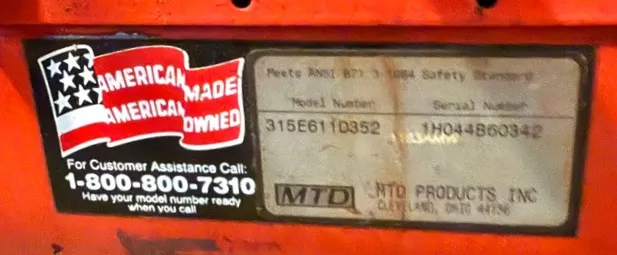 AMERICAN MADE
AMERICAN OWNED
For Customer Assistance Call:
1-800-800-7310
Have your model number ready
when you call
Meets ANSI B71.3-1984 Safety Standard
Model Number Serial Number
315E611D352 1H044B60342
MTD MTD PRODUCTS INC
CLEVELAND, OHIO 44136